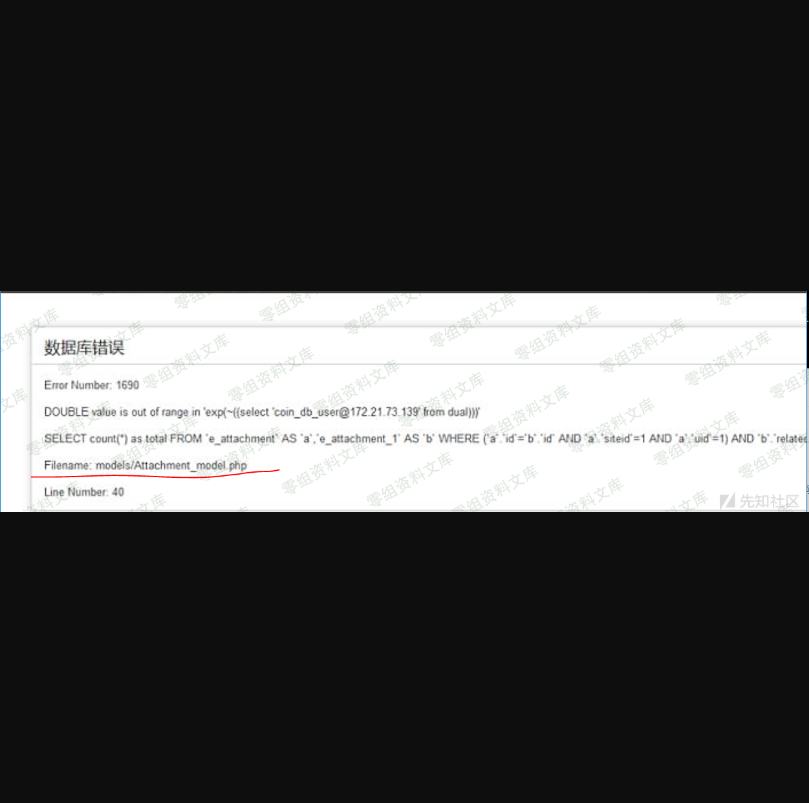 数据库错误
Error Number: 1690
DOUBLE value is out of range in 'exp(~((select 'coin_db_user@172.21.73.139' from dual)))'
SELECT count(*) as total FROM `e_attachment` AS `a`,`e_attachment_1` AS `b` WHERE (`a`.`id`=`b`.`id` AND `a`.`siteid`=1 AND `a`.`uid`=1) AND `b`.`related
Filename: models/Attachment_model.php
Line Number: 40
先知社区
零组资料文库